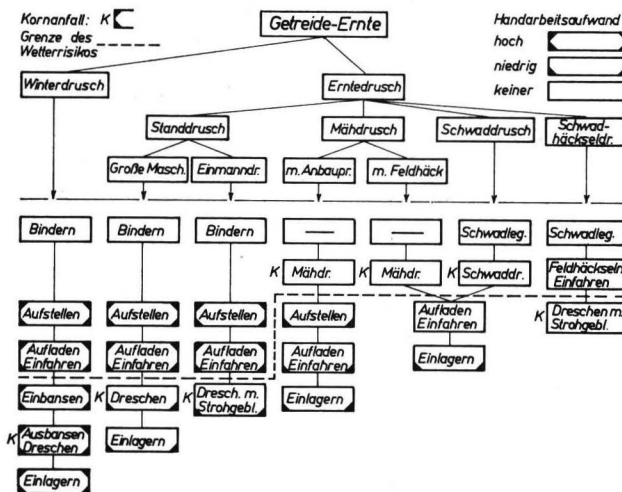 Getreide-Ernte
Kornanfall: K
Grenze des
Wetterrisikos
Handarbeitsaufwand
hoch
niedrig
keiner
Winterdrusch
Erntedrusch
Standdrusch
Mähdrusch
Schwaddrusch
Schwad-
häckseldr.
Große Masch.
Einmanndr.
m. Anbaupr.
m. Feldhäck
Bindern
Bindern
Bindern
—
—
Schwadleg.
Schwadleg.
K Mähdr.
K Mähdr.
K Schwaddr.
Feldhäckseln
Einfahren
Aufstellen
Aufstellen
Aufstellen
Aufstellen
Aufladen
Einfahren
K Dreschen m.
Strohgebl.
Aufladen
Einfahren
Aufladen
Einfahren
Aufladen
Einfahren
Aufladen
Einfahren
Einlagern
Einbansen
K Dreschen
K Dresch. m.
Strohgebl.
Einlagern
K Ausbansen
Dreschen
Einlagern
Einlagern